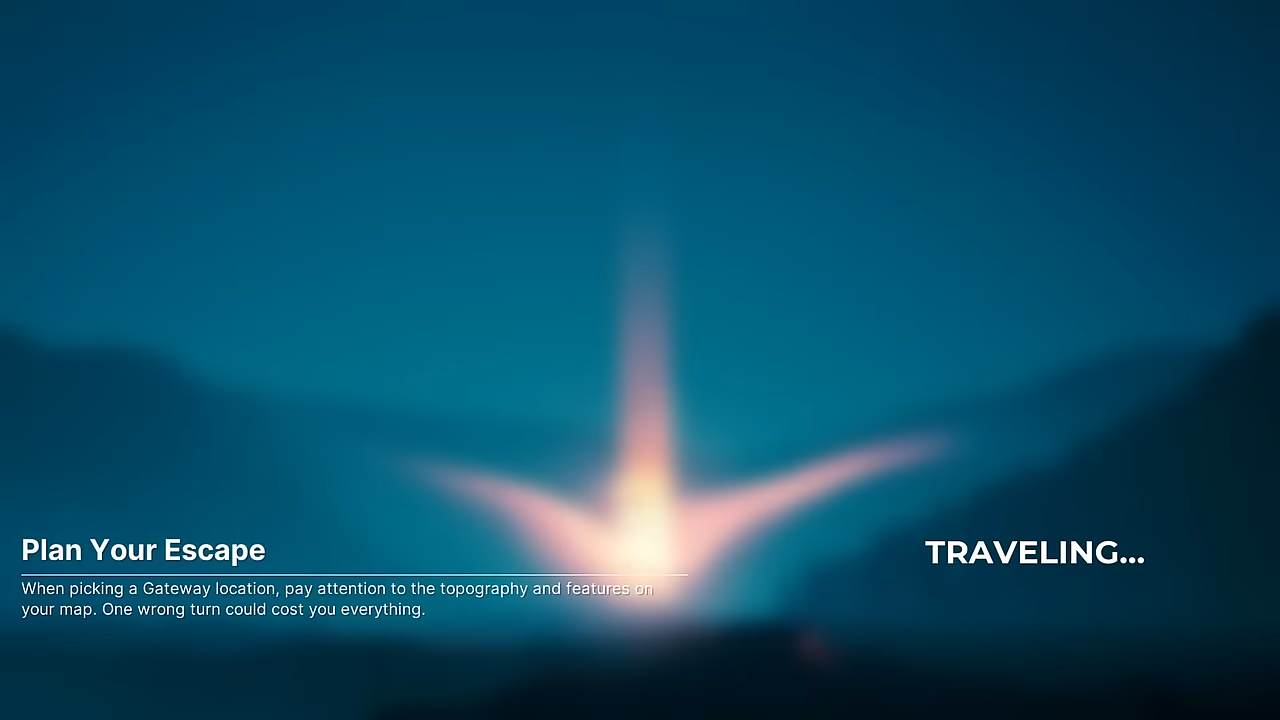 Plan Your Escape
When picking a Gateway location, pay attention to the topography and features on
your map. One wrong turn could cost you everything.
TRAVELING...